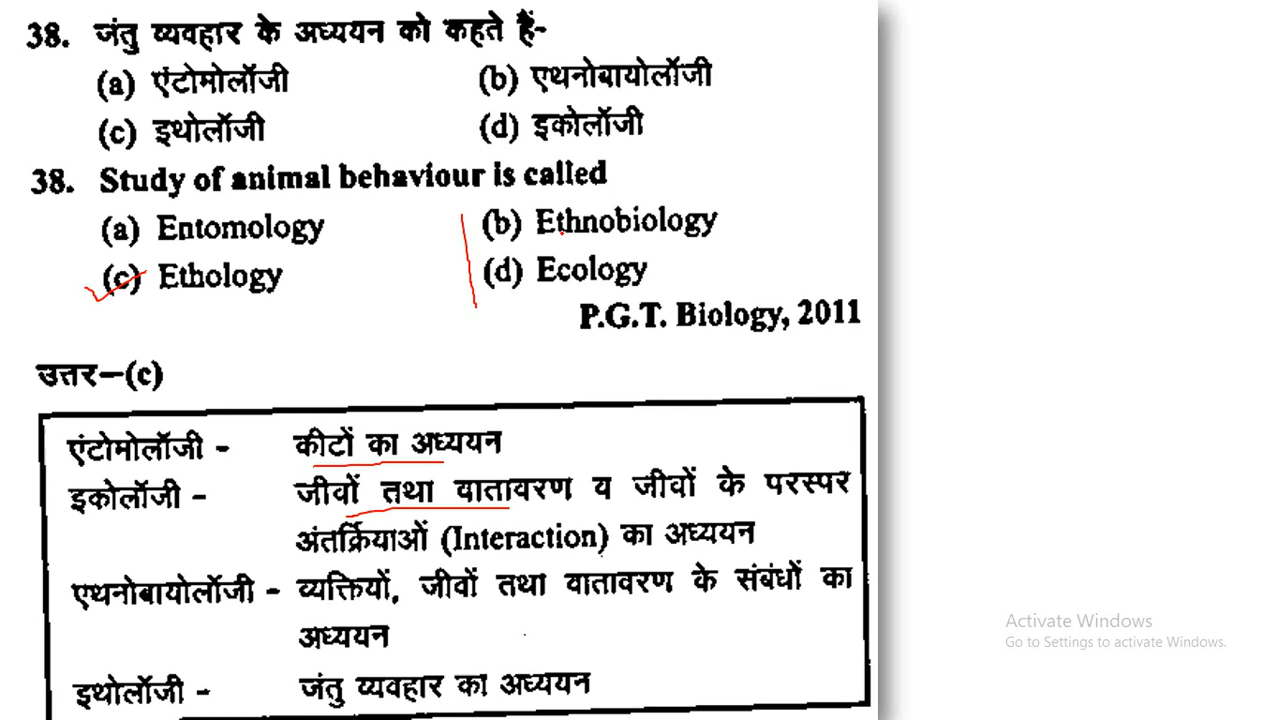 38. जंतु व्यवहार के अध्ययन को कहते हैं-
(a) एंटोमोलॉजी (b) एथनोबायोलॉजी
(c) इथोलॉजी (d) इकोलॉजी
38. Study of animal behaviour is called
(a) Entomology (b) Ethnobiology
(c) Ethology (d) Ecology
P.G.T. Biology, 2011
उत्तर–(c)
एंटोमोलॉजी - कीटों का अध्ययन
इकोलॉजी - जीवों तथा वातावरण व जीवों के परस्पर
अंतर्क्रियाओं (Interaction) का अध्ययन
एथनोबायोलॉजी - व्यक्तियों, जीवों तथा वातावरण के संबंधों का
अध्ययन
इथोलॉजी - जंतु व्यवहार का अध्ययन
Activate Windows
Go to Settings to activate Windows.